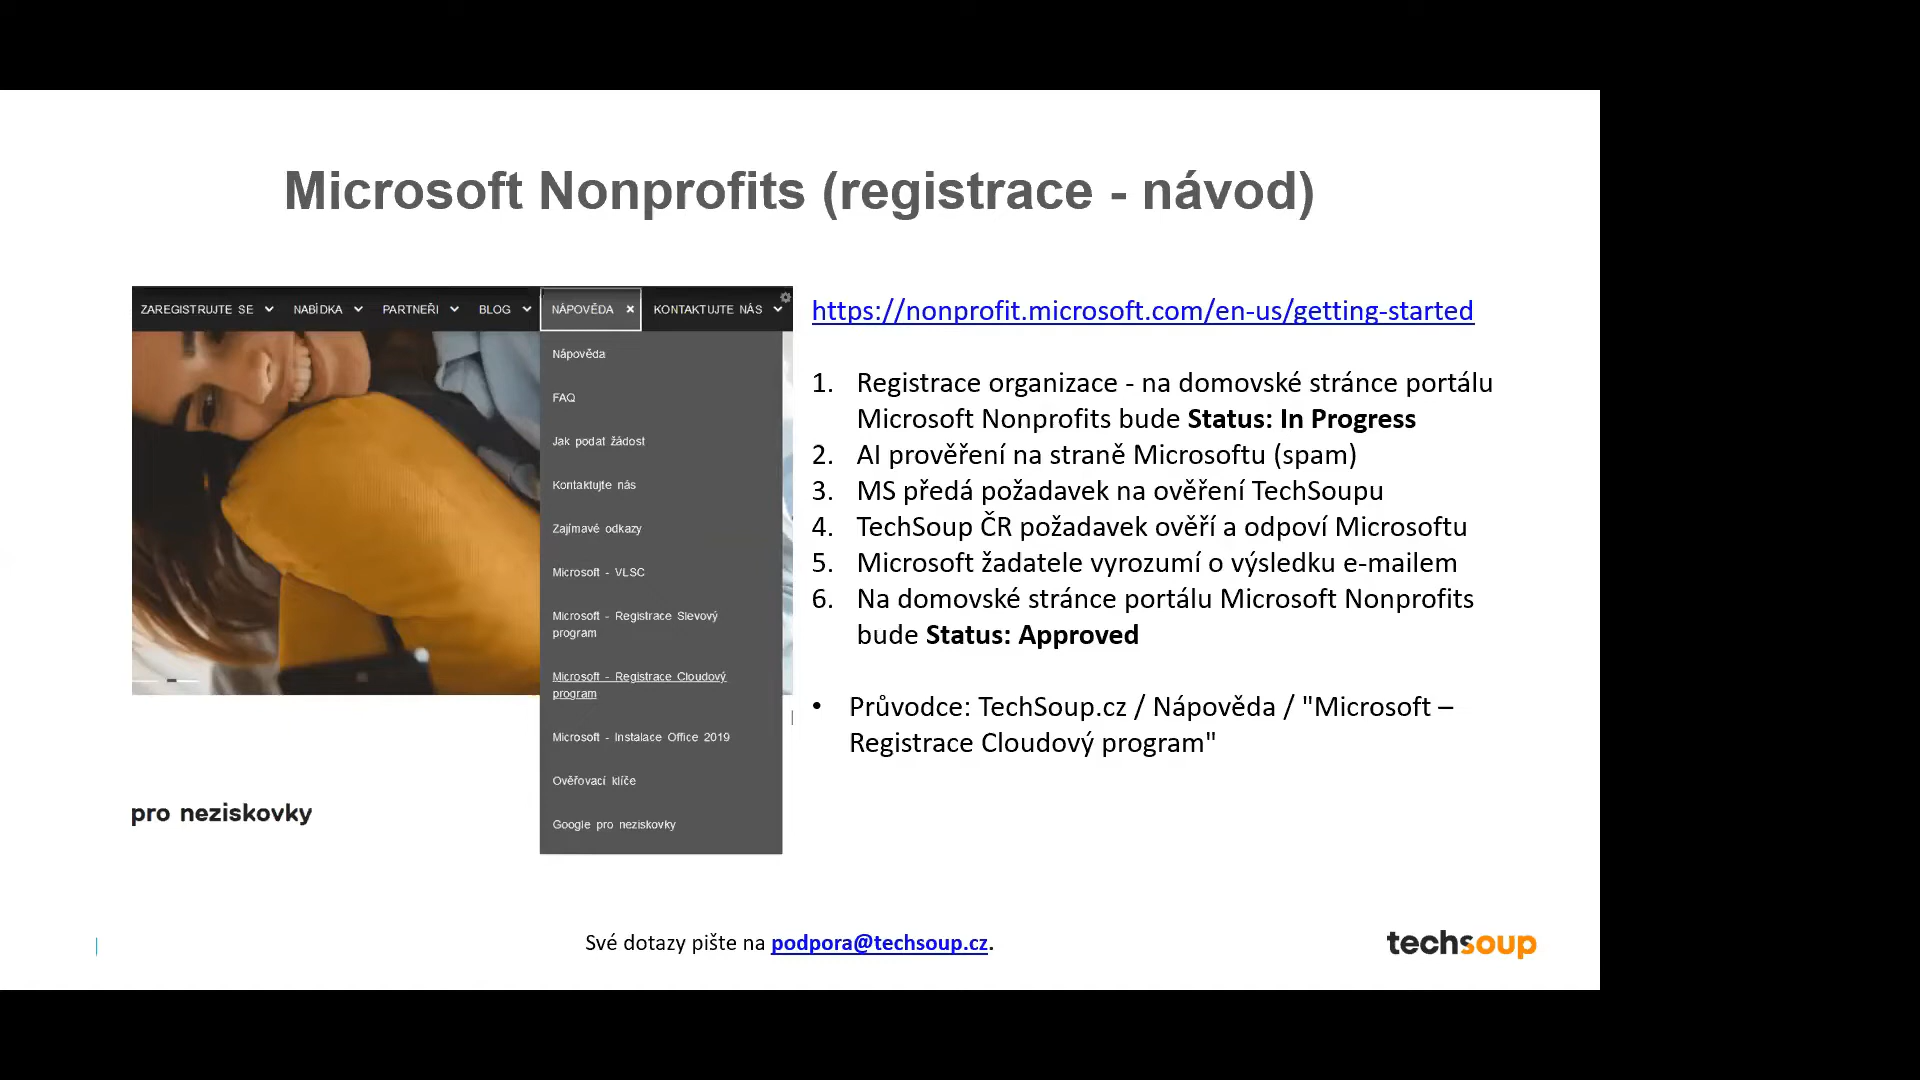 Microsoft Nonprofits (registrace - návod)
ZAREGISTRUJTE SE NABÍDKA PARTNEŘI BLOG NÁPOVĚDA × KONTAKTUJTE NÁS
Nápověda
FAQ
Jak podat žádost
Kontaktujte nás
Zajímavé odkazy
Microsoft - VLSC
Microsoft - Registrace Slevový
program
Microsoft - Registrace Cloudový
program
Microsoft - Instalace Office 2019
Ověřovací klíče
Google pro neziskovky
pro neziskovky
https://nonprofit.microsoft.com/en-us/getting-started
1. Registrace organizace - na domovské stránce portálu
Microsoft Nonprofits bude Status: In Progress
2. AI prověření na straně Microsoftu (spam)
3. MS předá požadavek na ověření TechSoupu
4. TechSoup ČR požadavek ověří a odpoví Microsoftu
5. Microsoft žadatele vyrozumí o výsledku e-mailem
6. Na domovské stránce portálu Microsoft Nonprofits
bude Status: Approved
• Průvodce: TechSoup.cz / Nápověda / "Microsoft –
Registrace Cloudový program"
Své dotazy pište na podpora@techsoup.cz.
techsoup